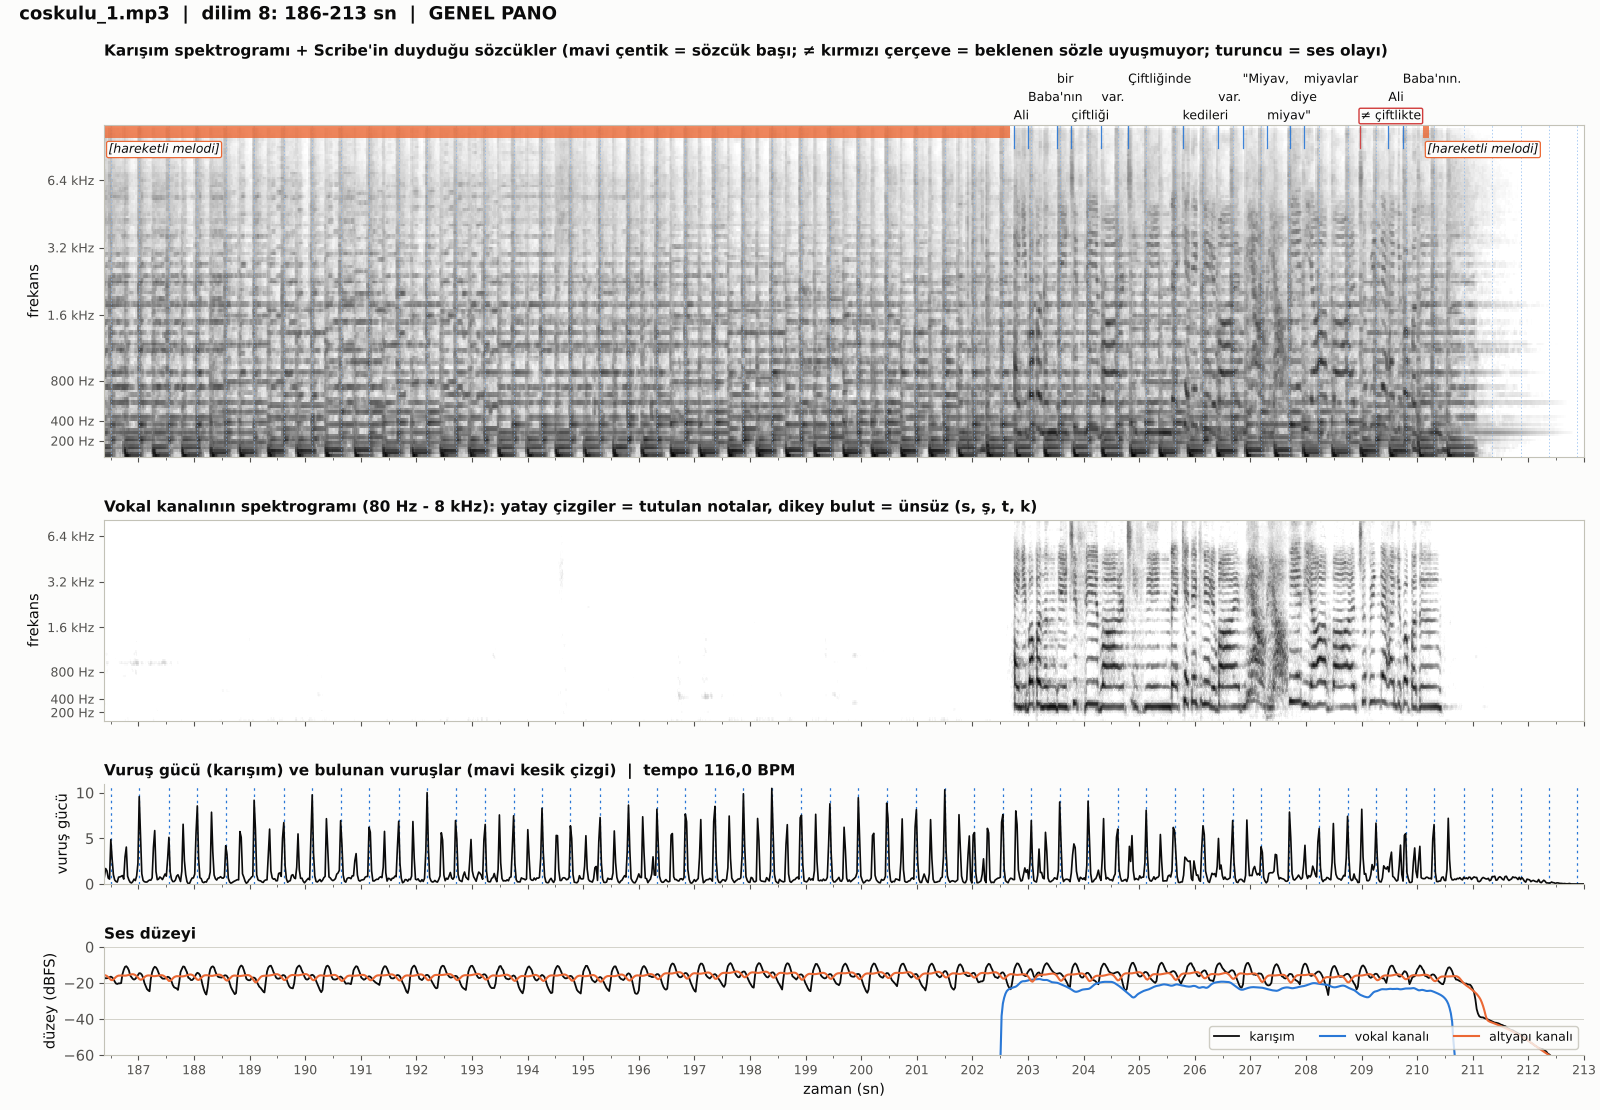 coskulu_1.mp3 | dilim 8: 186-213 sn | GENEL PANO
Karışım spektrogramı + Scribe'in duyduğu sözcükler (mavi çentik = sözcük başı; ≠ kırmızı çerçeve = beklenen sözle uyuşmuyor; turuncu = ses olayı)
bir Çiftliğinde "Miyav, miyavlar Baba'nın.
Baba'nın var. var. diye Ali
Ali çiftliği kedileri miyav" ≠ çiftlikte
[hareketli melodi] [hareketli melodi]
6.4 kHz
3.2 kHz
1.6 kHz
800 Hz
400 Hz
200 Hz
frekans
Vokal kanalının spektrogramı (80 Hz - 8 kHz): yatay çizgiler = tutulan notalar, dikey bulut = ünsüz (s, ş, t, k)
6.4 kHz
3.2 kHz
1.6 kHz
800 Hz
400 Hz
200 Hz
frekans
Vuruş gücü (karışım) ve bulunan vuruşlar (mavi kesik çizgi) | tempo 116,0 BPM
10
5
0
vuruş gücü
Ses düzeyi
0
−20
−40
−60
düzey (dBFS)
karışım vokal kanalı altyapı kanalı
187 188 189 190 191 192 193 194 195 196 197 198 199 200 201 202 203 204 205 206 207 208 209 210 211 212 213
zaman (sn)